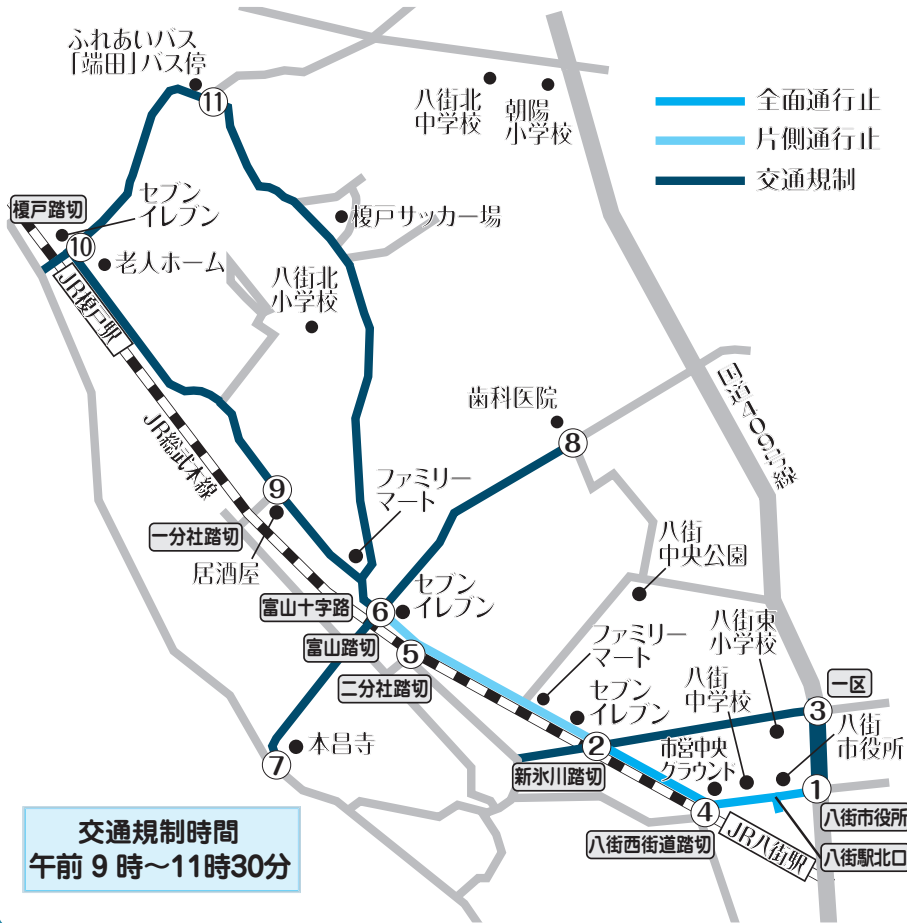 ふれあいバス
「端田」バス停
⑪
八街北
中学校
朝陽
小学校
全面通行止
片側通行止
交通規制
榎戸踏切
セブン
イレブン
⑩
老人ホーム
榎戸サッカー場
八街北
小学校
JR榎戸駅
国道409号線
歯科医院
⑧
JR総武本線
⑨
ファミリー
マート
一分社踏切
居酒屋
八街
中央公園
富山十字路
⑥
セブン
イレブン
富山踏切
⑤
二分社踏切
ファミリー
マート
八街東
小学校
セブン
イレブン
八街
中学校
一区
③
本昌寺
⑦
②
新氷川踏切
市営中央
グラウンド
八街
市役所
①
④
八街西街道踏切
JR八街駅
八街市役所
八街駅北口
交通規制時間
午前 9 時〜11時30分